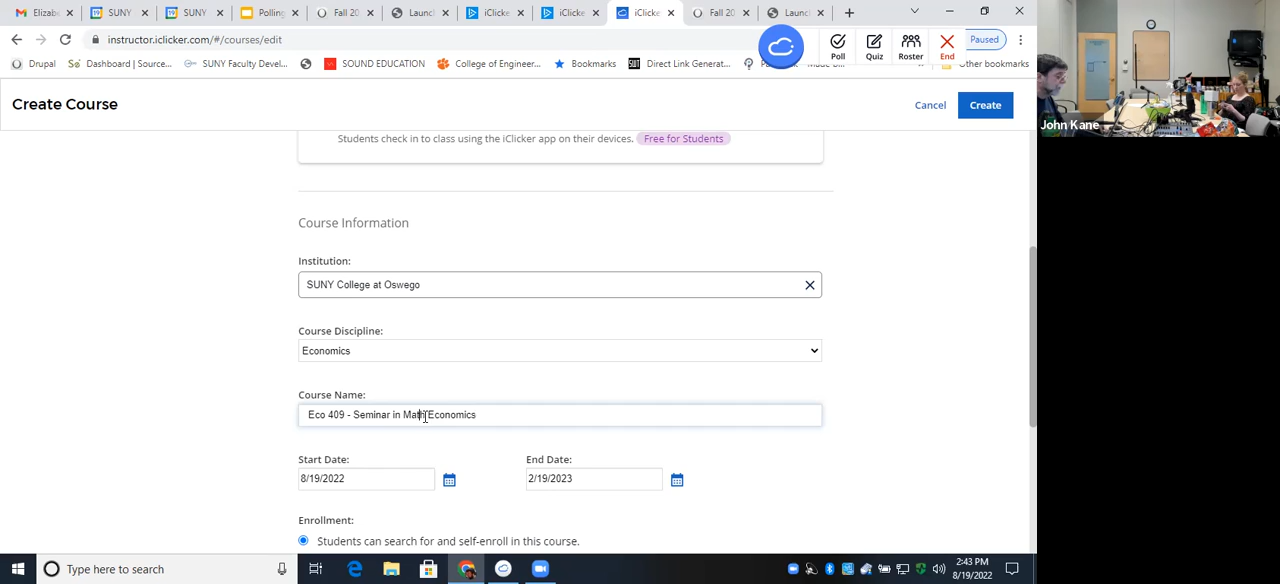 Elizab
SUNY
SUNY
Polling
Fall 20
Launch
iClicke
iClicke
iClicke
Fall 20
Launch
instructor.iclicker.com/#/courses/edit
Poll
Quiz
Roster
End
Paused
Drupal
Dashboard | Source...
SUNY Faculty Devel...
SOUND EDUCATION
College of Engineer...
Bookmarks
Direct Link Generat...
Other bookmarks
John Kane
Create Course
Cancel
Create
Students check in to class using the iClicker app on their devices. Free for Students
Course Information
Institution:
SUNY College at Oswego
Course Discipline:
Economics
Course Name:
Eco 409 - Seminar in Math Economics
Start Date:
End Date:
8/19/2022
2/19/2023
Enrollment:
Students can search for and self-enroll in this course.
Type here to search
2:43 PM
8/19/2022